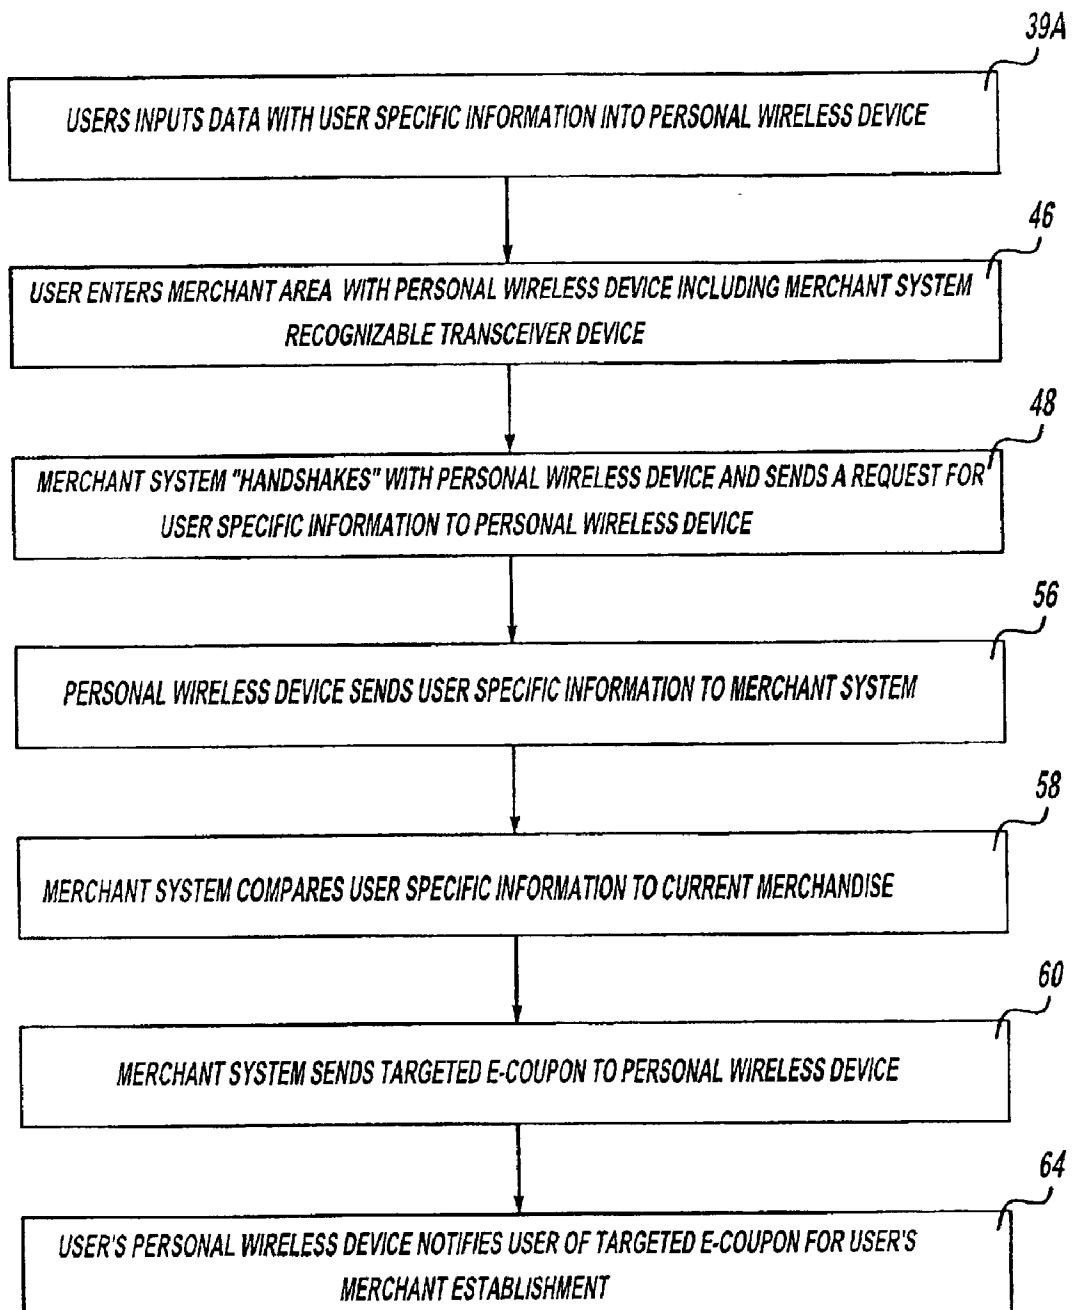 39A
USERS INPUTS DATA WITH USER SPECIFIC INFORMATION INTO PERSONAL WIRELESS DEVICE
46
USER ENTERS MERCHANT AREA WITH PERSONAL WIRELESS DEVICE INCLUDING MERCHANT SYSTEM
RECOGNIZABLE TRANSCEIVER DEVICE
48
MERCHANT SYSTEM "HANDSHAKES" WITH PERSONAL WIRELESS DEVICE AND SENDS A REQUEST FOR
USER SPECIFIC INFORMATION TO PERSONAL WIRELESS DEVICE
56
PERSONAL WIRELESS DEVICE SENDS USER SPECIFIC INFORMATION TO MERCHANT SYSTEM
58
MERCHANT SYSTEM COMPARES USER SPECIFIC INFORMATION TO CURRENT MERCHANDISE
60
MERCHANT SYSTEM SENDS TARGETED E-COUPON TO PERSONAL WIRELESS DEVICE
64
USER'S PERSONAL WIRELESS DEVICE NOTIFIES USER OF TARGETED E-COUPON FOR USER'S
MERCHANT ESTABLISHMENT